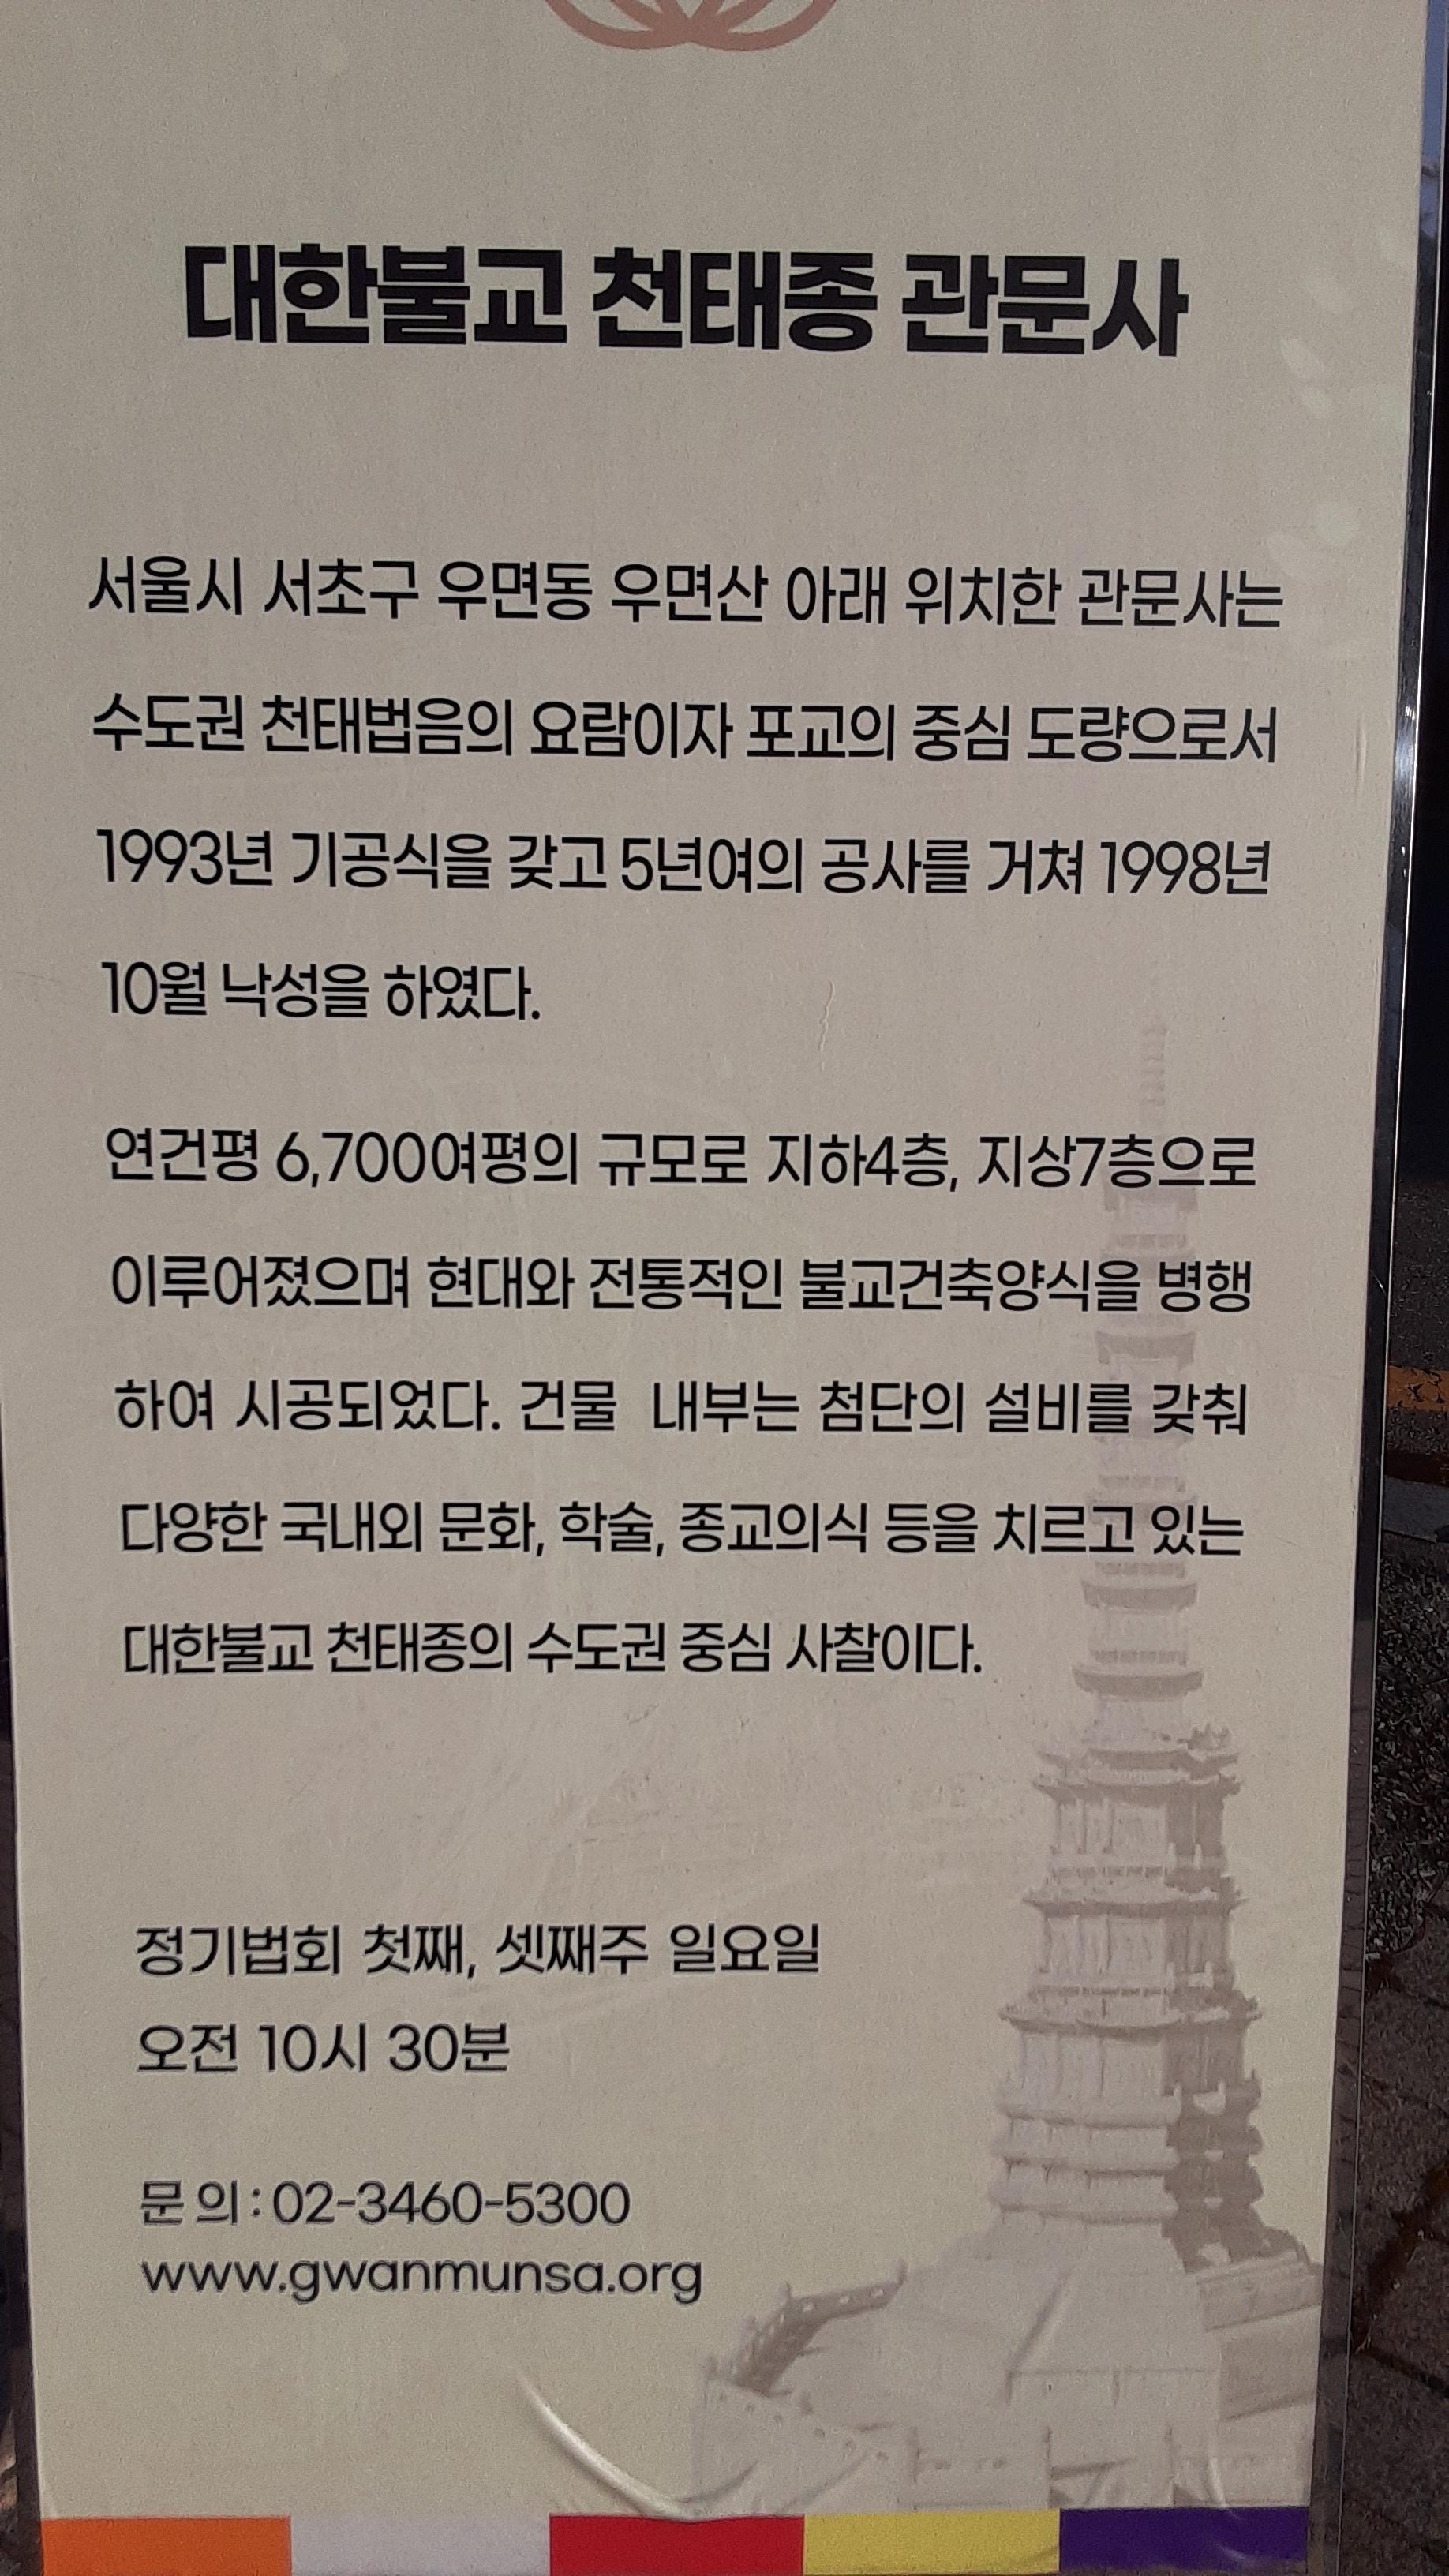 대한불교 천태종 관문사
서울시 서초구 우면동 우면산 아래 위치한 관문사는
수도권 천태법음의 요람이자 포교의 중심 도량으로서
1993년 기공식을 갖고 5년여의 공사를 거쳐 1998년
10월 낙성을 하였다.
연건평 6,700여평의 규모로 지하4층, 지상7층으로
이루어졌으며 현대와 전통적인 불교건축양식을 병행
하여 시공되었다. 건물 내부는 첨단의 설비를 갖춰
다양한 국내외 문화, 학술, 종교의식 등을 치르고 있는
대한불교 천태종의 수도권 중심 사찰이다.
정기법회 첫째, 셋째주 일요일
오전 10시 30분
문의:02-3460-5300
www.gwanmunsa.org